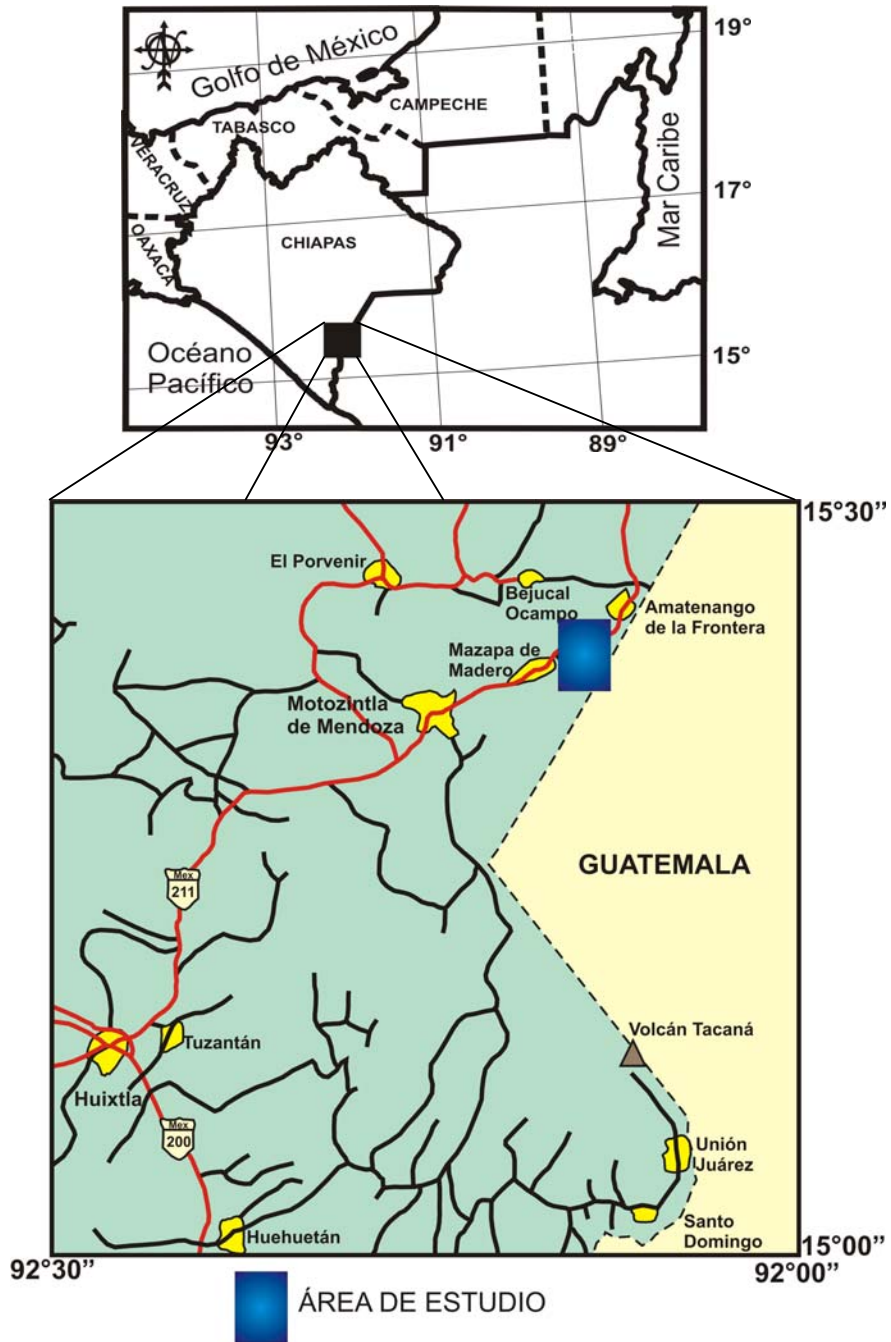 19°
Golfo de México
CAMPECHE
TABASCO
VERACRUZ
Mar Caribe
17°
OAXACA
CHIAPAS
Océano
Pacífico
15°
93°
91°
89°
15°30”
El Porvenir
Bejucal
Ocampo
Amatenango
de la Frontera
Mazapa de
Madero
Motozintla
de Mendoza
GUATEMALA
Mex
211
Volcán Tacaná
Tuzantán
Huixtla
Mex
200
Unión
Juárez
Huehuetán
Santo
Domingo
15°00”
92°30”
92°00”
ÁREA DE ESTUDIO